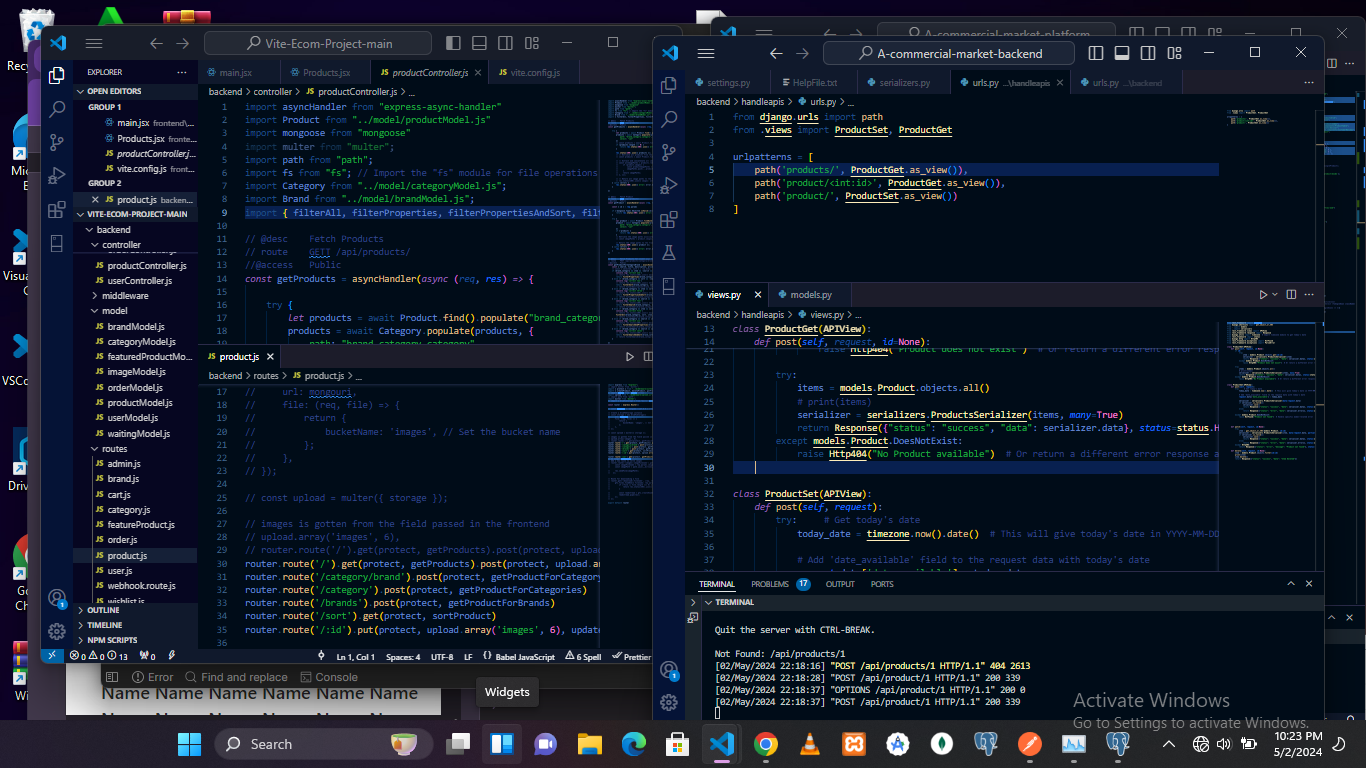 Vite-Ecom-Project-main
EXPLORER
OPEN EDITORS
GROUP 1
main.jsx frontend\...
Products.jsx fronte...
productController.j...
vite.config.js fronte...
GROUP 2
product.js backen...
VITE-ECOM-PROJECT-MAIN
backend
controller
productController.js
userController.js
middleware
model
brandModel.js
categoryModel.js
featuredProductMo...
imageModel.js
orderModel.js
productModel.js
userModel.js
waitingModel.js
routes
admin.js
brand.js
cart.js
category.js
featureProduct.js
order.js
product.js
user.js
webhook.route.js
wishlist.js
OUTLINE
TIMELINE
NPM SCRIPTS
main.jsx Products.jsx productController.js vite.config.js
backend > controller > productController.js > ...
1 import asyncHandler from "express-async-handler"
2 import Product from "../model/productModel.js"
3 import mongoose from "mongoose"
4 import multer from "multer";
5 import path from "path";
6 import fs from "fs"; // Import the "fs" module for file operations
7 import Category from "../model/categoryModel.js";
8 import Brand from "../model/brandModel.js";
9 import { filterAll, filterProperties, filterPropertiesAndSort, filt
10
11 // @desc Fetch Products
12 // route GETT /api/products/
13 //@access Public
14 const getProducts = asyncHandler(async (req, res) => {
15
16 try {
17 let products = await Product.find().populate("brand_category
18 products = await Category.populate(products, {
path: "brand_category.category"
product.js
backend > routes > product.js > ...
17 // url: mongouri,
18 // file: (req, file) => {
19 // return {
20 // bucketName: 'images', // Set the bucket name
21 // };
22 // },
23 // });
24
25 // const upload = multer({ storage });
26
27 // images is gotten from the field passed in the frontend
28 // upload.array('images', 6),
29 // router.route('/').get(protect, getProducts).post(protect, upload
30 router.route('/').get(protect, getProducts).post(protect, upload.ar
31 router.route('/category/brand').post(protect, getProductForCategory
32 router.route('/category').post(protect, getProductForCategories)
33 router.route('/brands').post(protect, getProductForBrands)
34 router.route('/sort').get(protect, sortProduct)
35 router.route('/:id').put(protect, upload.array('images', 6), update
36
0 0 13 0 Ln 1, Col 1 Spaces: 4 UTF-8 LF {} Babel JavaScript 6 Spell Prettier
Error Find and replace Console
Name Name Name Name Name Name
Widgets
A-commercial-market-platform
A-commercial-market-backend
settings.py HelpFile.txt serializers.py urls.py ...\handleapis urls.py ...\backend
backend > handleapis > urls.py > ...
1 from django.urls import path
2 from .views import ProductSet, ProductGet
3
4 urlpatterns = [
5 path('products/', ProductGet.as_view()),
6 path('product/<int:id>', ProductGet.as_view()),
7 path('product/', ProductSet.as_view())
8 ]
views.py models.py
backend > handleapis > views.py > ...
13 class ProductGet(APIView):
14 def post(self, request, id=None):
21 raise Http404("Product does not exist") # Or return a different error resp
try:
24 items = models.Product.objects.all()
25 # print(items)
26 serializer = serializers.ProductsSerializer(items, many=True)
27 return Response({"status": "success", "data": serializer.data}, status=status.H
28 except models.Product.DoesNotExist:
29 raise Http404("No Product available") # Or return a different error response a
30
31
32 class ProductSet(APIView):
33 def post(self, request):
34 try: # Get today's date
35 today_date = timezone.now().date() # This will give today's date in YYYY-MM-DD
36
37 # Add 'date_available' field to the request data with today's date
TERMINAL PROBLEMS 17 OUTPUT PORTS
TERMINAL
Quit the server with CTRL-BREAK.
Not Found: /api/products/1
[02/May/2024 22:18:16] "POST /api/products/1 HTTP/1.1" 404 2613
[02/May/2024 22:18:28] "POST /api/product/1 HTTP/1.1" 200 339
[02/May/2024 22:18:37] "OPTIONS /api/product/1 HTTP/1.1" 200 0
[02/May/2024 22:18:37] "POST /api/product/1 HTTP/1.1" 200 339
Activate Windows
Go to Settings to activate Windows.
Search
10:23 PM
5/2/2024